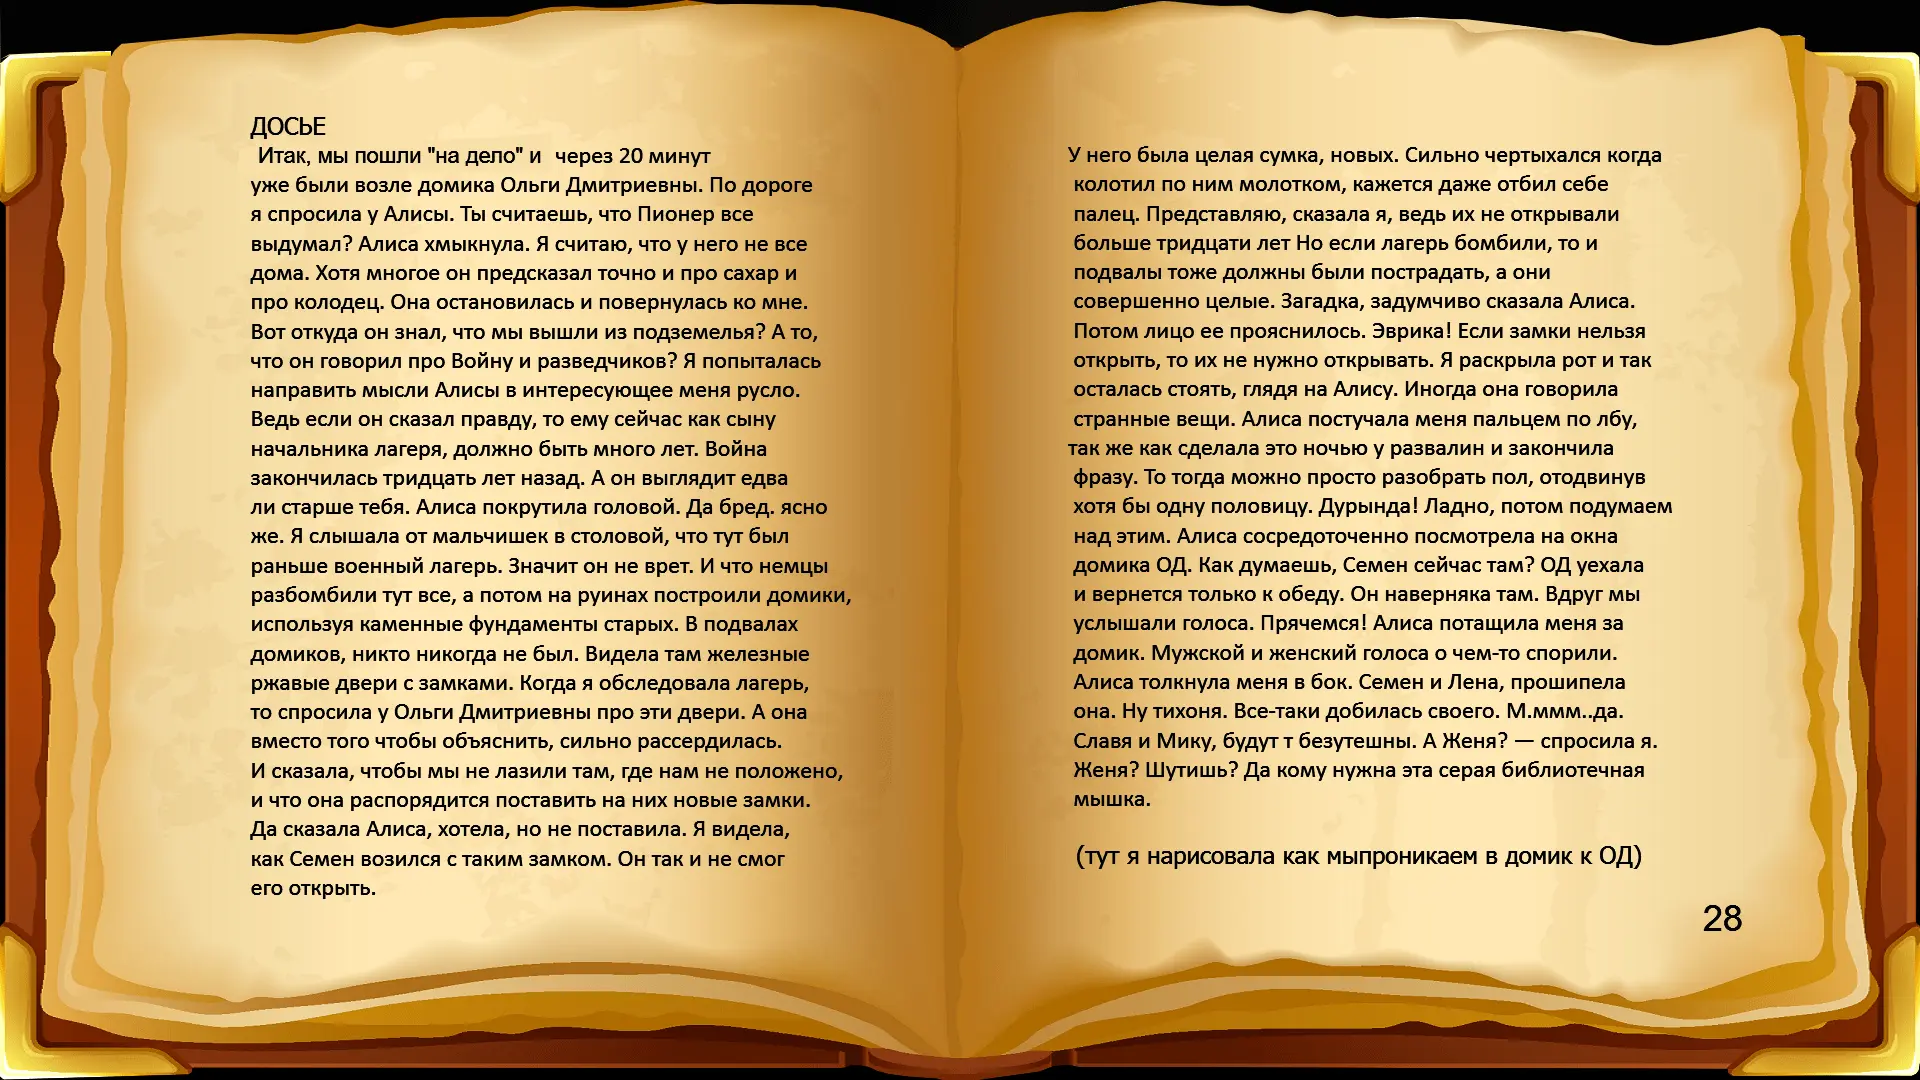 ДОСЬЕ
Итак, мы пошли "на дело" и через 20 минут
уже были возле домика Ольги Дмитриевны. По дороге
я спросила у Алисы. Ты считаешь, что Пионер все
выдумал? Алиса хмыкнула. Я считаю, что у него не все
дома. Хотя многое он предсказал точно и про сахар и
про колодец. Она остановилась и повернулась ко мне.
Вот откуда он знал, что мы вышли из подземелья? А то,
что он говорил про Войну и разведчиков? Я попыталась
направить мысли Алисы в интересующее меня русло.
Ведь если он сказал правду, то ему сейчас как сыну
начальника лагеря, должно быть много лет. Война
закончилась тридцать лет назад. А он выглядит едва
ли старше тебя. Алиса покрутила головой. Да бред. ясно
же. Я слышала от мальчишек в столовой, что тут был
раньше военный лагерь. Значит он не врет. И что немцы
разбомбили тут все, а потом на руинах построили домики,
используя каменные фундаменты старых. В подвалах
домиков, никто никогда не был. Видела там железные
ржавые двери с замками. Когда я обследовала лагерь,
то спросила у Ольги Дмитриевны про эти двери. А она
вместо того чтобы объяснить, сильно рассердилась.
И сказала, чтобы мы не лазили там, где нам не положено,
и что она распорядится поставить на них новые замки.
Да сказала Алиса, хотела, но не поставила. Я видела,
как Семен возился с таким замком. Он так и не смог
его открыть.
У него была целая сумка, новых. Сильно чертыхался когда
колотил по ним молотком, кажется даже отбил себе
палец. Представляю, сказала я, ведь их не открывали
больше тридцати лет Но если лагерь бомбили, то и
подвалы тоже должны были пострадать, а они
совершенно целые. Загадка, задумчиво сказала Алиса.
Потом лицо ее прояснилось. Эврика! Если замки нельзя
открыть, то их не нужно открывать. Я раскрыла рот и так
осталась стоять, глядя на Алису. Иногда она говорила
странные вещи. Алиса постучала меня пальцем по лбу,
так же как сделала это ночью у развалин и закончила
фразу. То тогда можно просто разобрать пол, отодвинув
хотя бы одну половицу. Дурында! Ладно, потом подумаем
над этим. Алиса сосредоточенно посмотрела на окна
домика ОД. Как думаешь, Семен сейчас там? ОД уехала
и вернется только к обеду. Он наверняка там. Вдруг мы
услышали голоса. Прячемся! Алиса потащила меня за
домик. Мужской и женский голоса о чем-то спорили.
Алиса толкнула меня в бок. Семен и Лена, прошипела
она. Ну тихоня. Все-таки добилась своего. М.ммм..да.
Славя и Мику, будут т безутешны. А Женя? — спросила я.
Женя? Шутишь? Да кому нужна эта серая библиотечная
мышка.
(тут я нарисовала как мыпроникаем в домик к ОД)
28